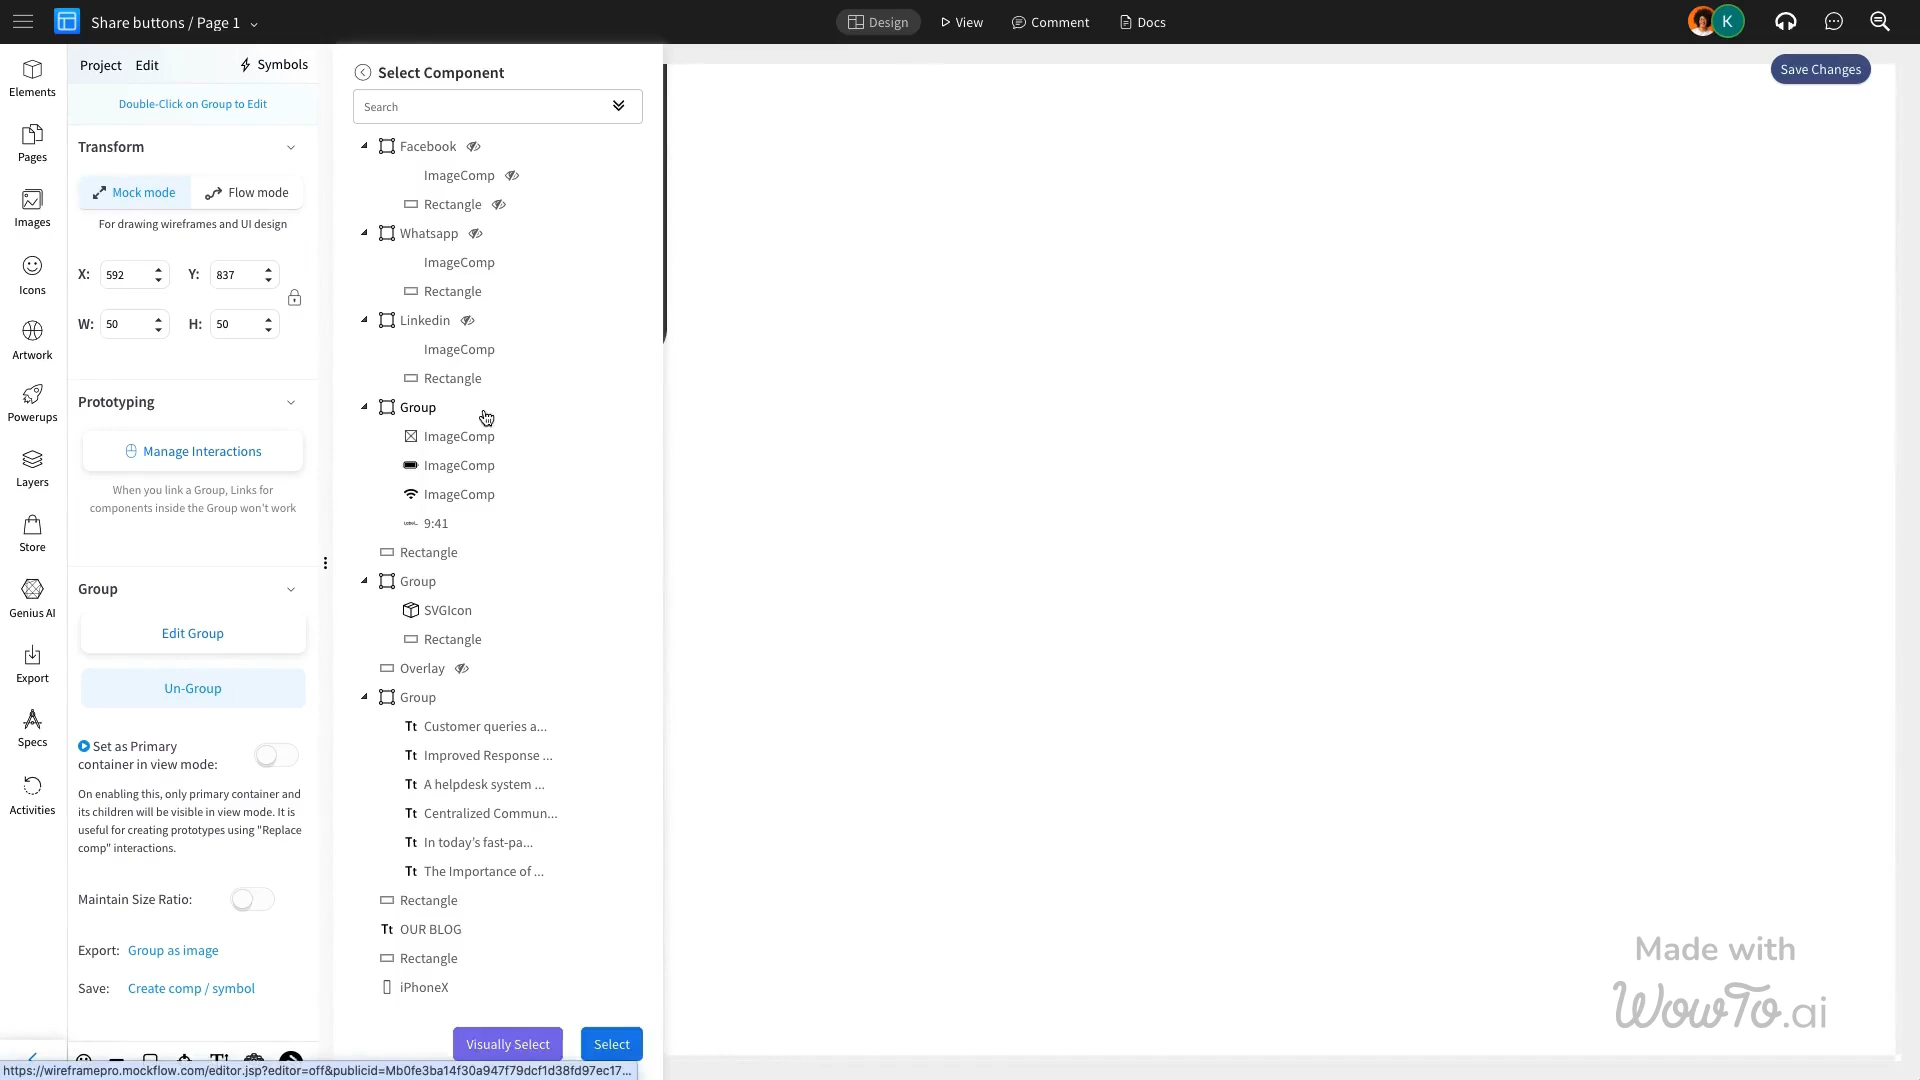 Share buttons / Page 1
Design
View
Comment
Docs
K
Save Changes
Elements
Pages
Images
Icons
Artwork
Powerups
Layers
Store
Genius AI
Export
Specs
Activities
Project Edit Symbols
Double-Click on Group to Edit
Transform
Mock mode Flow mode
For drawing wireframes and UI design
X: 592 Y: 837
W: 50 H: 50
Prototyping
Manage Interactions
When you link a Group, Links for
components inside the Group won't work
Group
Edit Group
Un-Group
Set as Primary
container in view mode:
On enabling this, only primary container and
its children will be visible in view mode. It is
useful for creating prototypes using "Replace
comp" interactions.
Maintain Size Ratio:
Export: Group as image
Save: Create comp / symbol
Select Component
Search
Facebook
ImageComp
Rectangle
Whatsapp
ImageComp
Rectangle
Linkedin
ImageComp
Rectangle
Group
ImageComp
ImageComp
ImageComp
9:41
Rectangle
Group
SVGIcon
Rectangle
Overlay
Group
Tt Customer queries a...
Tt Improved Response ...
Tt A helpdesk system ...
Tt Centralized Commun...
Tt In today's fast-pa...
Tt The Importance of ...
Rectangle
Tt OUR BLOG
Rectangle
iPhoneX
Visually Select
Select
https://wireframepro.mockflow.com/editor.jsp?editor=off&publicid=Mb0fe3ba14f30a947f79dcf1d38fd97ec17...
Made with
WowTo.ai